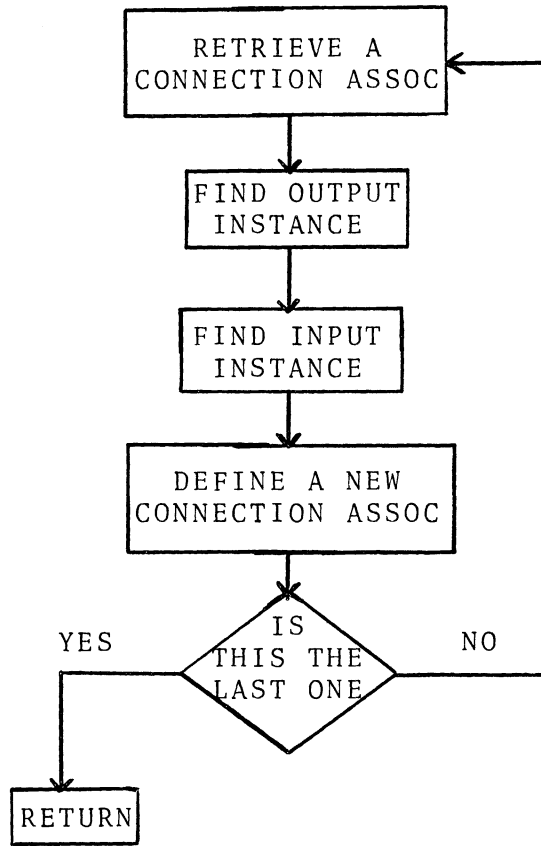 RETRIEVE A
CONNECTION ASSOC
FIND OUTPUT
INSTANCE
FIND INPUT
INSTANCE
DEFINE A NEW
CONNECTION ASSOC
IS
THIS THE
LAST ONE
YES
NO
RETURN